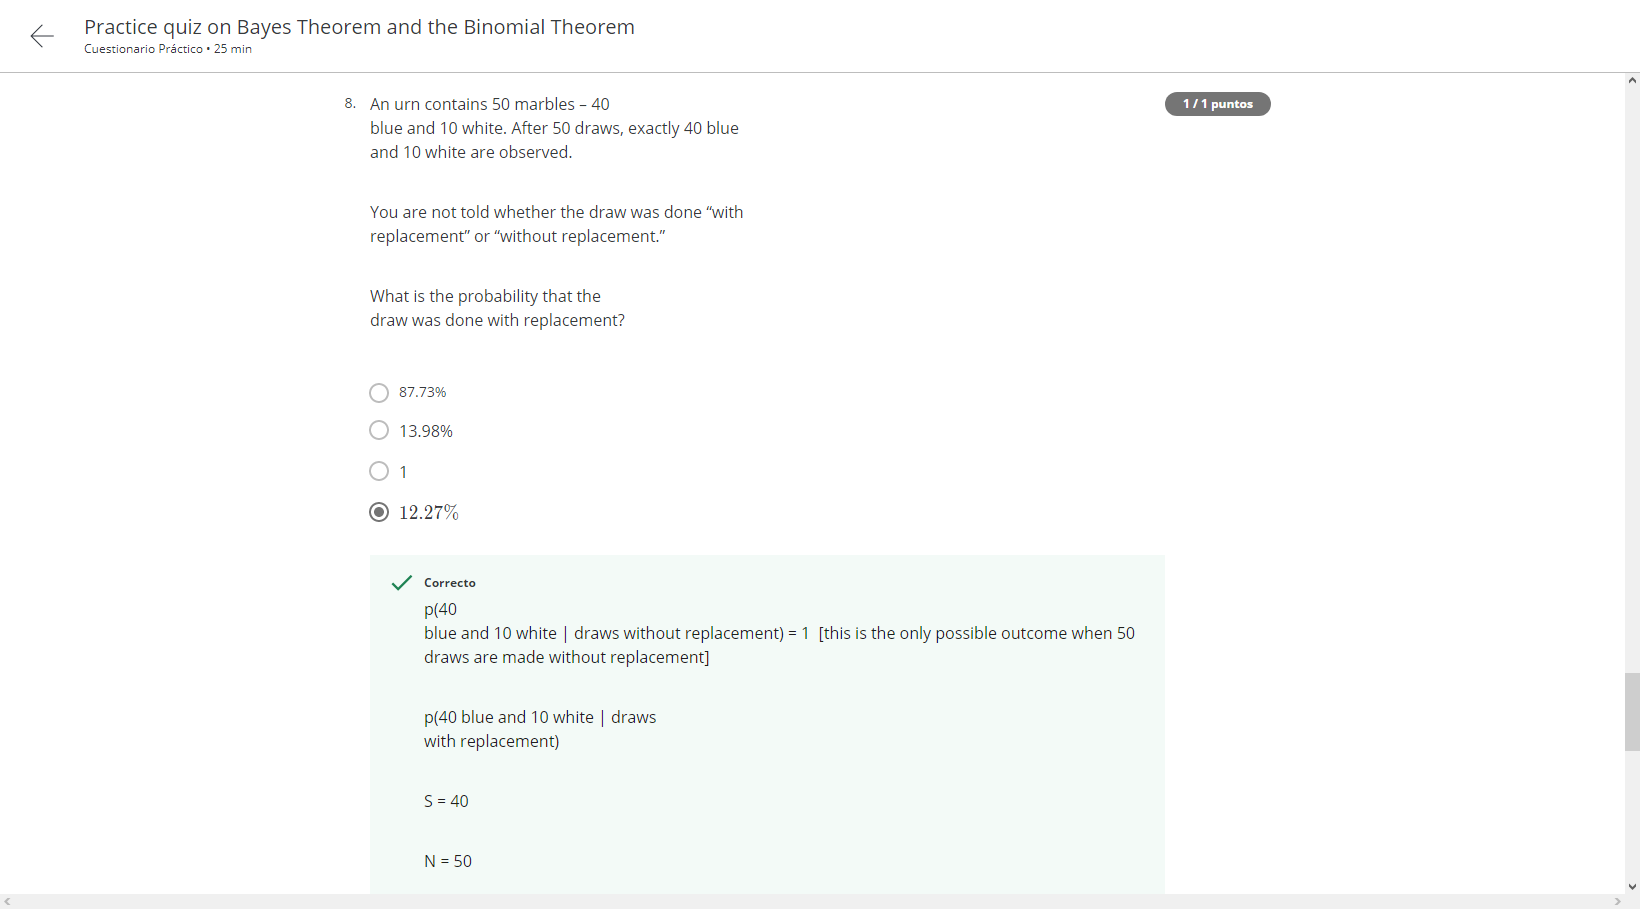 Practice quiz on Bayes Theorem and the Binomial Theorem
Cuestionario Práctico • 25 min
8. An urn contains 50 marbles – 40
1 / 1 puntos
blue and 10 white. After 50 draws, exactly 40 blue
and 10 white are observed.
You are not told whether the draw was done “with
replacement” or “without replacement.”
What is the probability that the
draw was done with replacement?
87.73%
13.98%
1
12.27%
Correcto
p(40
blue and 10 white | draws without replacement) = 1 [this is the only possible outcome when 50
draws are made without replacement]
p(40 blue and 10 white | draws
with replacement)
S = 40
N = 50